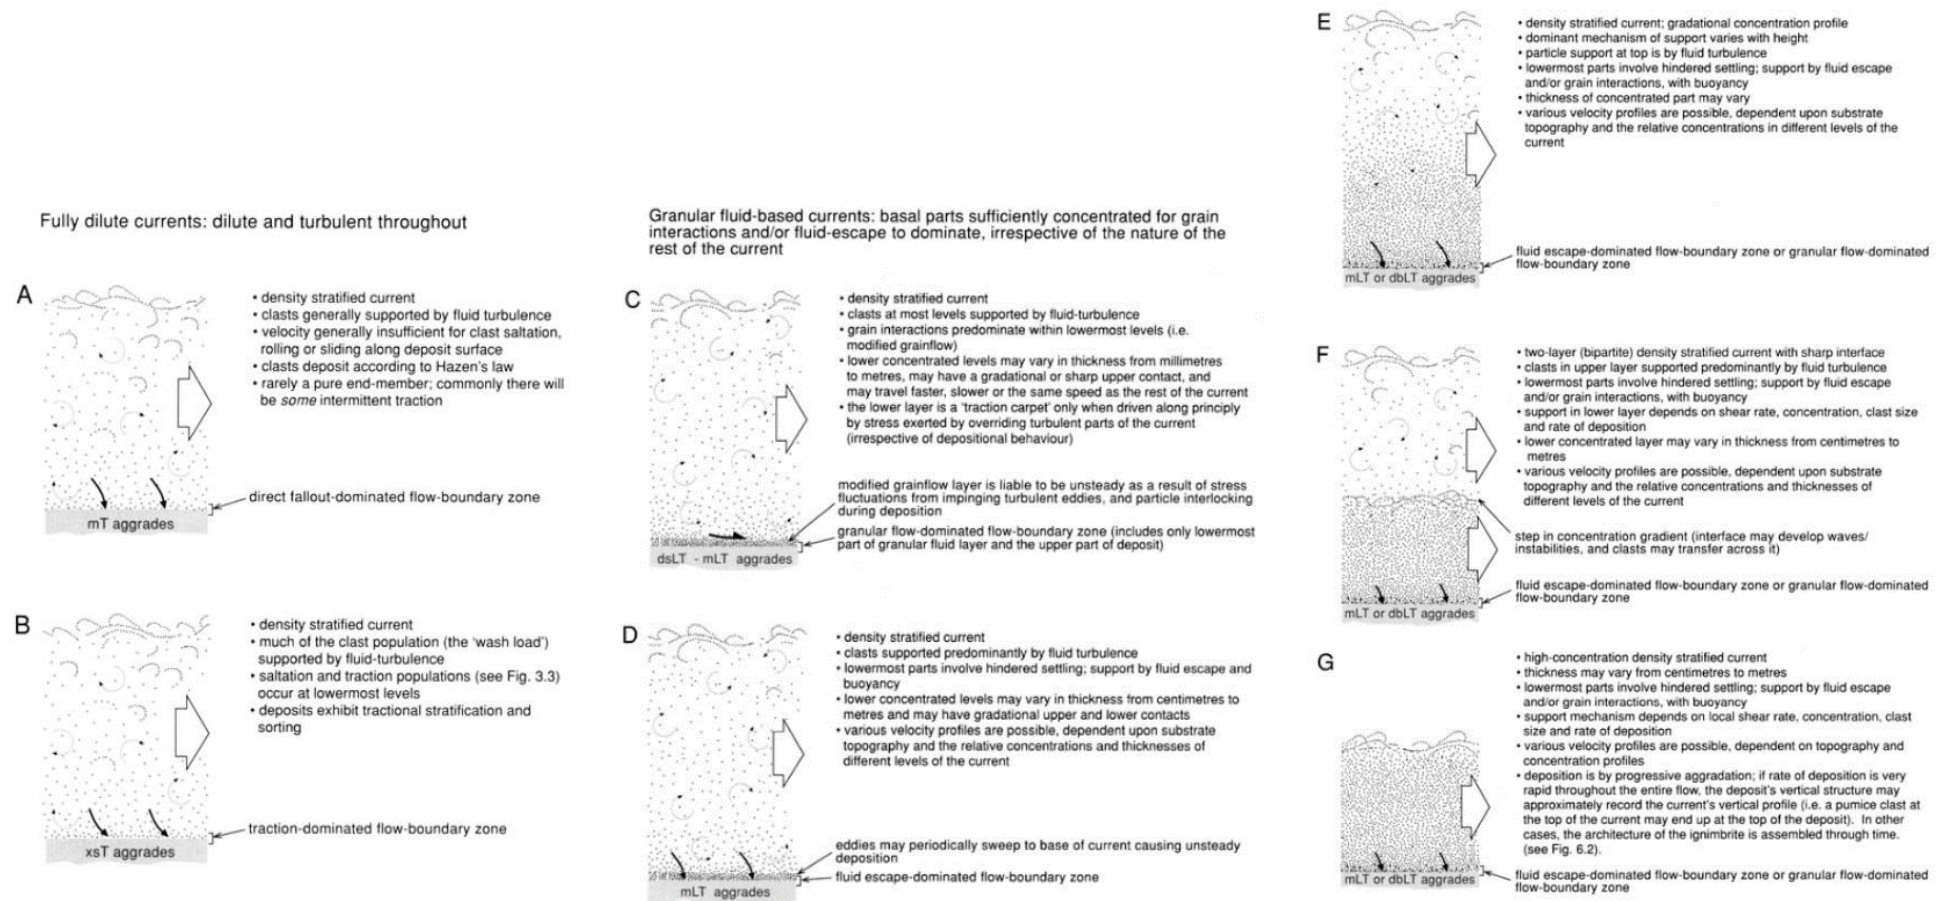 Fully dilute currents: dilute and turbulent throughout
A
• density stratified current
• clasts generally supported by fluid turbulence
• velocity generally insufficient for clast saltation,
rolling or sliding along deposit surface
• clasts deposit according to Hazen's law
• rarely a pure end-member; commonly there will
be some intermittent traction
direct fallout-dominated flow-boundary zone
mT aggrades
B
• density stratified current
• much of the clast population (the 'wash load')
supported by fluid-turbulence
• saltation and traction populations (see Fig. 3.3)
occur at lowermost levels
• deposits exhibit tractional stratification and
sorting
traction-dominated flow-boundary zone
xsT aggrades
Granular fluid-based currents: basal parts sufficiently concentrated for grain
interactions and/or fluid-escape to dominate, irrespective of the nature of the
rest of the current
C
• density stratified current
• clasts at most levels supported by fluid-turbulence
• grain interactions predominate within lowermost levels (i.e.
modified grainflow)
• lower concentrated levels may vary in thickness from millimetres
to metres, may have a gradational or sharp upper contact, and
may travel faster, slower or the same speed as the rest of the current
• the lower layer is a 'traction carpet' only when driven along principly
by stress exerted by overriding turbulent parts of the current
(irrespective of depositional behaviour)
modified grainflow layer is liable to be unsteady as a result of stress
fluctuations from impinging turbulent eddies, and particle interlocking
during deposition
granular flow-dominated flow-boundary zone (includes only lowermost
part of granular fluid layer and the upper part of deposit)
dsLT - mLT aggrades
D
• density stratified current
• clasts supported predominantly by fluid turbulence
• lowermost parts involve hindered settling; support by fluid escape and
buoyancy
• lower concentrated levels may vary in thickness from centimetres to
metres and may have gradational upper and lower contacts
• various velocity profiles are possible, dependent upon substrate
topography and the relative concentrations and thicknesses of
different levels of the current
eddies may periodically sweep to base of current causing unsteady
deposition
fluid escape-dominated flow-boundary zone
mLT aggrades
E
• density stratified current; gradational concentration profile
• dominant mechanism of support varies with height
• particle support at top is by fluid turbulence
• lowermost parts involve hindered settling; support by fluid escape
and/or grain interactions, with buoyancy
• thickness of concentrated part may vary
• various velocity profiles are possible, dependent upon substrate
topography and the relative concentrations in different levels of the
current
fluid escape-dominated flow-boundary zone or granular flow-dominated
flow-boundary zone
mLT or dbLT aggrades
F
• two-layer (bipartite) density stratified current with sharp interface
• clasts in upper layer supported predominantly by fluid turbulence
• lowermost parts involve hindered settling; support by fluid escape
and/or grain interactions, with buoyancy
• support in lower layer depends on shear rate, concentration, clast size
and rate of deposition
• lower concentrated layer may vary in thickness from centimetres to
metres
• various velocity profiles are possible, dependent upon substrate
topography and the relative concentrations and thicknesses of
different levels of the current
step in concentration gradient (interface may develop waves/
instabilities, and clasts may transfer across it)
fluid escape-dominated flow-boundary zone or granular flow-dominated
flow-boundary zone
mLT or dbLT aggrades
G
• high-concentration density stratified current
• thickness may vary from centimetres to metres
• lowermost parts involve hindered settling; support by fluid escape
and/or grain interactions, with buoyancy
• support mechanism depends on local shear rate, concentration, clast
size and rate of deposition
• various velocity profiles are possible, dependent on topography and
concentration profiles
• deposition is by progressive aggradation; if rate of deposition is very
rapid throughout the entire flow, the deposit's vertical structure may
approximately record the current's vertical profile (i.e. a pumice clast at
the top of the current may end up at the top of the deposit). In other
cases, the architecture of the ignimbrite is assembled through time.
(see Fig. 6.2).
fluid escape-dominated flow-boundary zone or granular flow-dominated
flow-boundary zone
mLT or dbLT aggrades